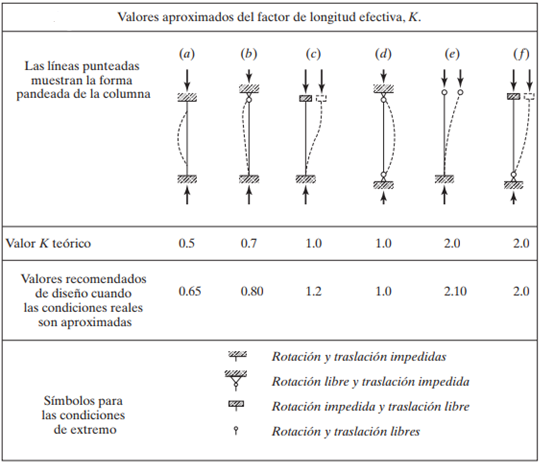 Valores aproximados del factor de longitud efectiva, K.
(a) (b) (c) (d) (e) (f)
Las líneas punteadas
muestran la forma
pandeada de la columna
Valor K teórico 0.5 0.7 1.0 1.0 2.0 2.0
Valores recomendados
de diseño cuando
las condiciones reales
son aproximadas
0.65 0.80 1.2 1.0 2.10 2.0
Símbolos para
las condiciones
de extremo
Rotación y traslación impedidas
Rotación libre y traslación impedida
Rotación impedida y traslación libre
Rotación y traslación libres